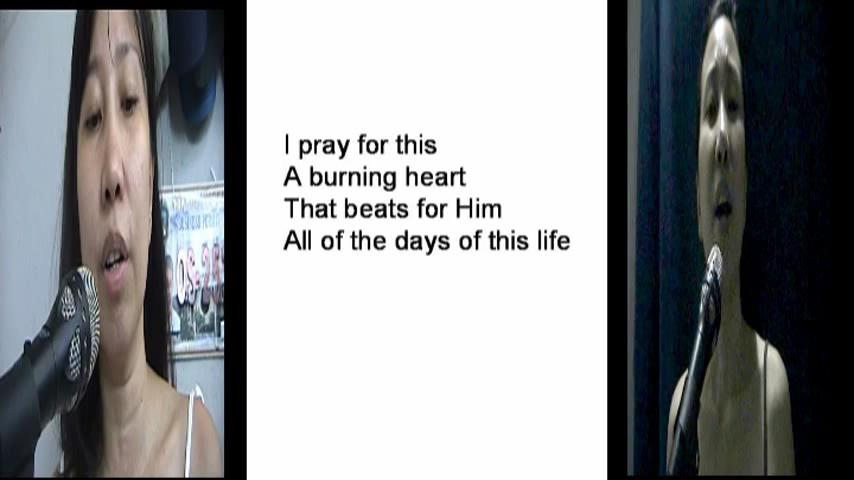 I pray for this
A burning heart
That beats for Him
All of the days of this life